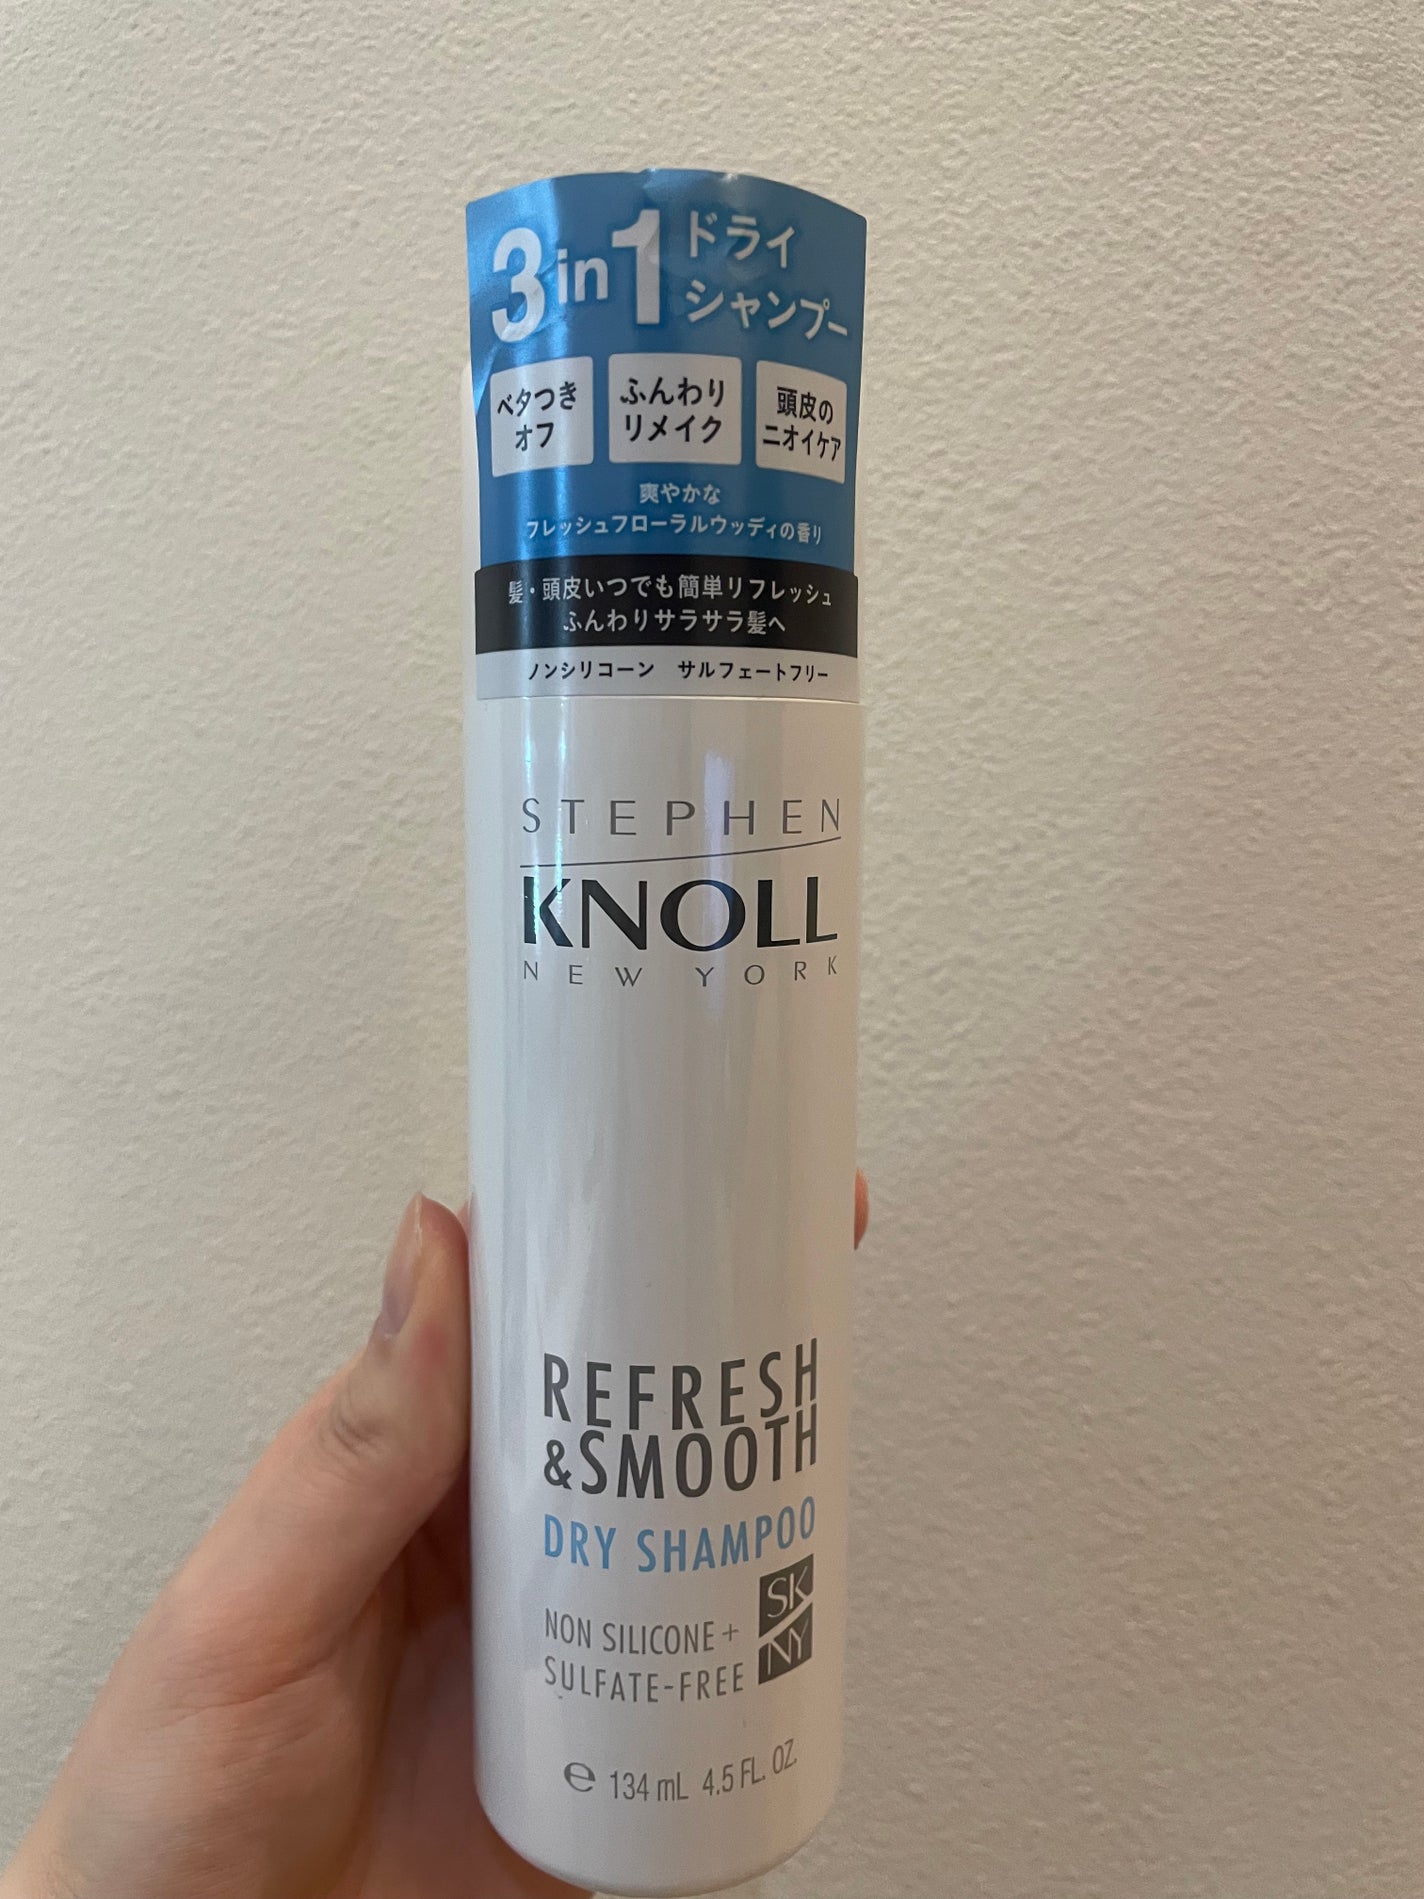 3in1 ドライ
シャンプー
ベタつき
オフ
ふんわり
リメイク
頭皮の
ニオイケア
爽やかな
フレッシュフローラルウッディの香り
髪・頭皮いつでも簡単リフレッシュ
ふんわりサラサラ髪へ
ノンシリコーン サルフェートフリー
STEPHEN
KNOLL
NEW YORK
REFRESH
&SMOOTH
DRY SHAMPOO
NON SILICONE+
SULFATE-FREE
SK
NY
℮ 134 mL 4.5 FL. OZ.